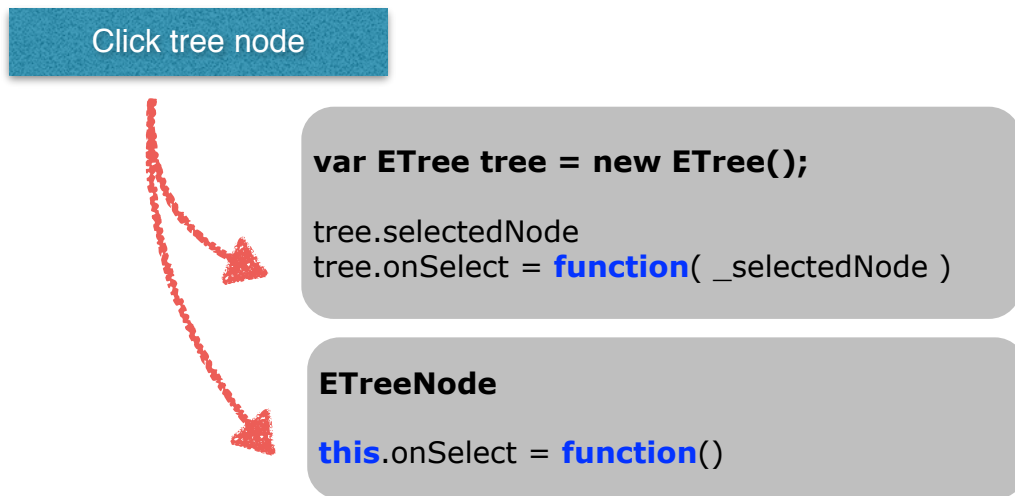 Click tree node
var ETree tree = new ETree();
tree.selectedNode
tree.onSelect = function( _selectedNode )
ETreeNode
this.onSelect = function()